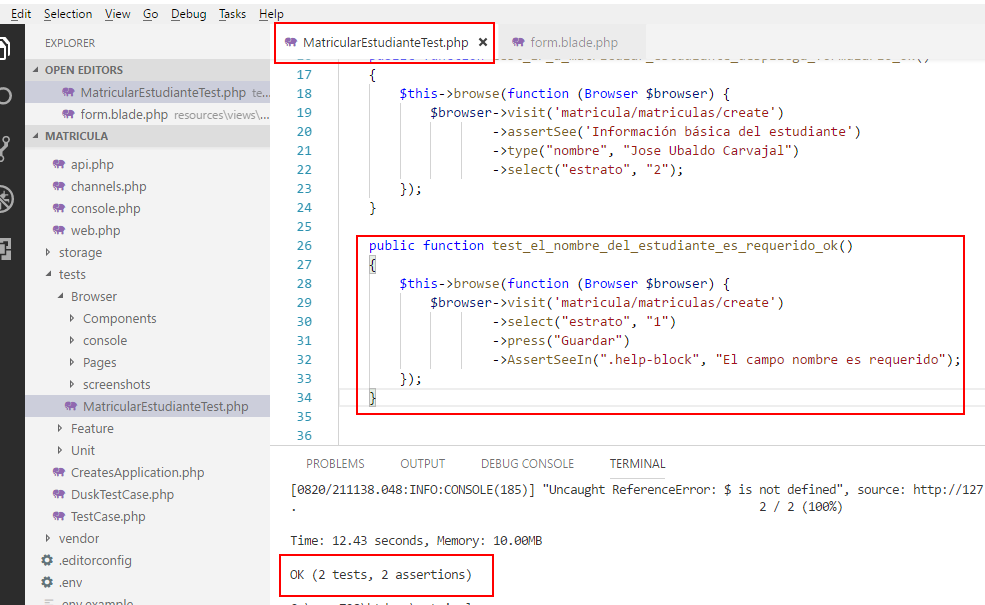 Edit Selection View Go Debug Tasks Help
EXPLORER
OPEN EDITORS
MatricularEstudianteTest.php te...
form.blade.php resources\views\...
MATRICULA
api.php
channels.php
console.php
web.php
storage
tests
Browser
Components
console
Pages
screenshots
MatricularEstudianteTest.php
Feature
Unit
CreatesApplication.php
DuskTestCase.php
TestCase.php
vendor
.editorconfig
.env
.env.example
MatricularEstudianteTest.php × form.blade.php
17 {
18 $this->browse(function (Browser $browser) {
19 $browser->visit('matricula/matriculas/create')
20 ->assertSee('Información básica del estudiante')
21 ->type("nombre", "Jose Ubaldo Carvajal")
22 ->select("estrato", "2");
23 });
24 }
25
26 public function test_el_nombre_del_estudiante_es_requerido_ok()
27 {
28 $this->browse(function (Browser $browser) {
29 $browser->visit('matricula/matriculas/create')
30 ->select("estrato", "1")
31 ->press("Guardar")
32 ->AssertSeeIn(".help-block", "El campo nombre es requerido");
33 });
34 }
35
36
PROBLEMS OUTPUT DEBUG CONSOLE TERMINAL
[0820/211138.048:INFO:CONSOLE(185)] "Uncaught ReferenceError: $ is not defined", source: http://127
. 2 / 2 (100%)
Time: 12.43 seconds, Memory: 10.00MB
OK (2 tests, 2 assertions)